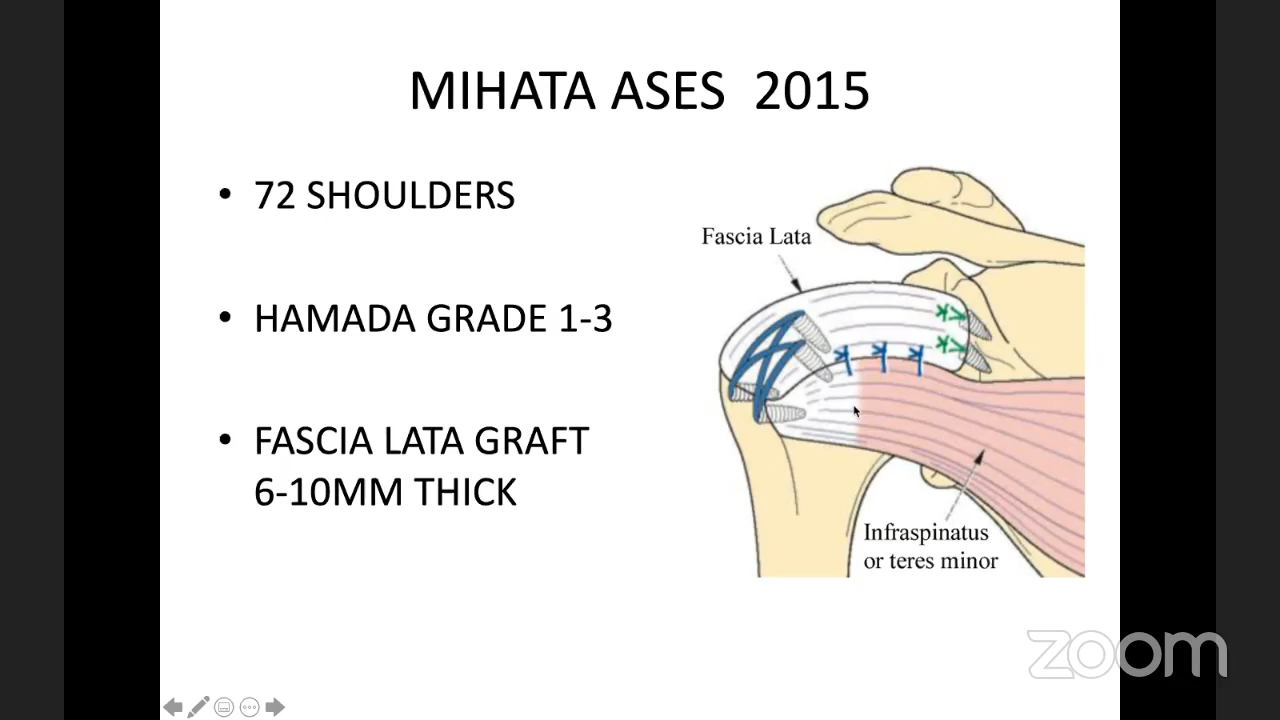 MIHATA ASES 2015
• 72 SHOULDERS
• HAMADA GRADE 1-3
• FASCIA LATA GRAFT
6-10MM THICK
Fascia Lata
Infraspinatus
or teres minor
zoom